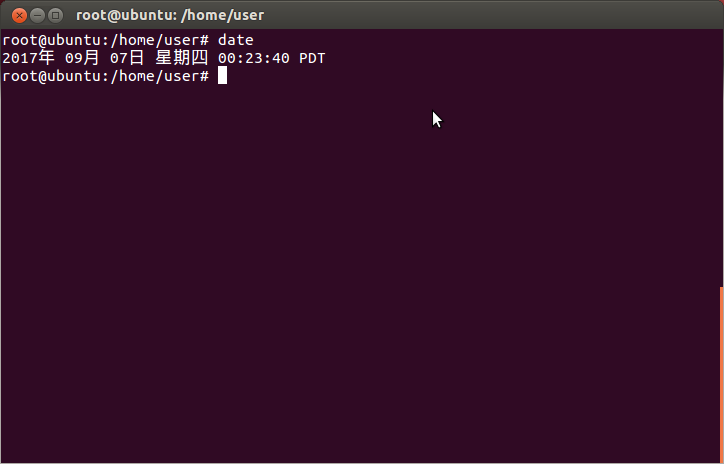 root@ubuntu: /home/user
root@ubuntu:/home/user# date
2017年 09月 07日 星期四 00:23:40 PDT
root@ubuntu:/home/user#